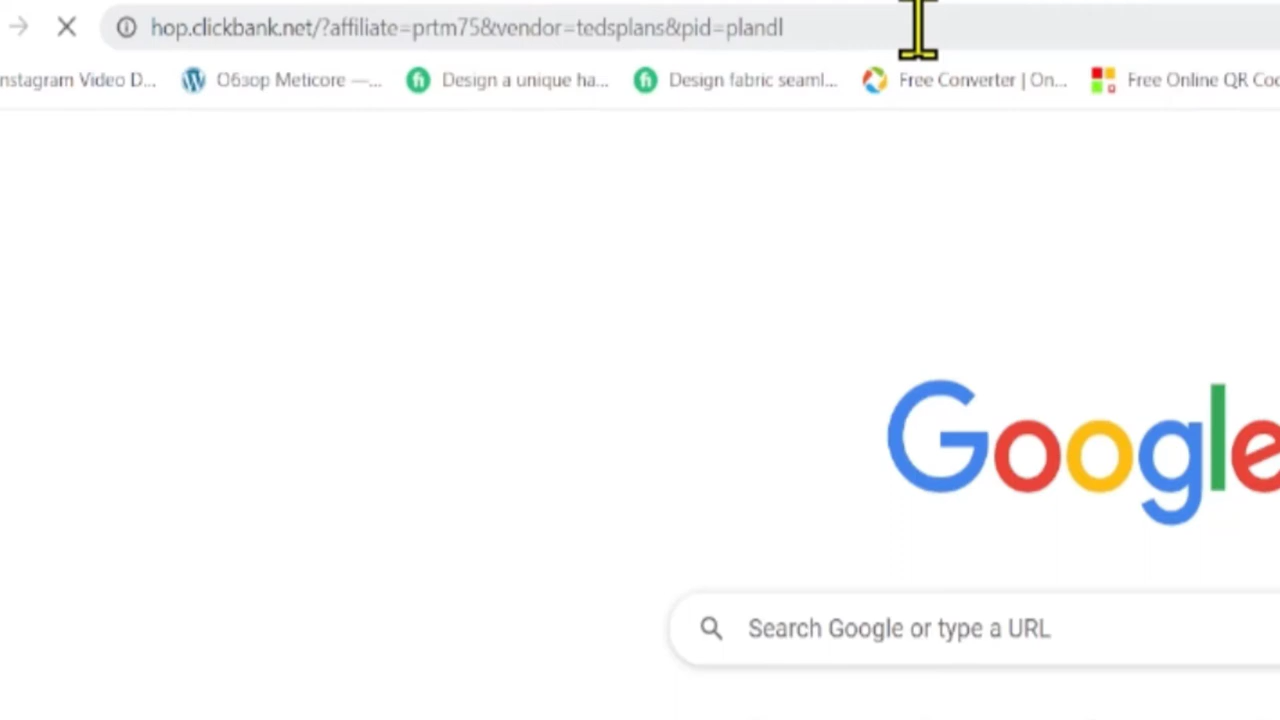 hop.clickbank.net/?affiliate=prtm75&vendor=tedsplans&pid=plandl
nstagram Video D... Обзор Meticore —... Design a unique ha... Design fabric seaml... Free Converter | On... Free Online QR Co
Google
Search Google or type a URL